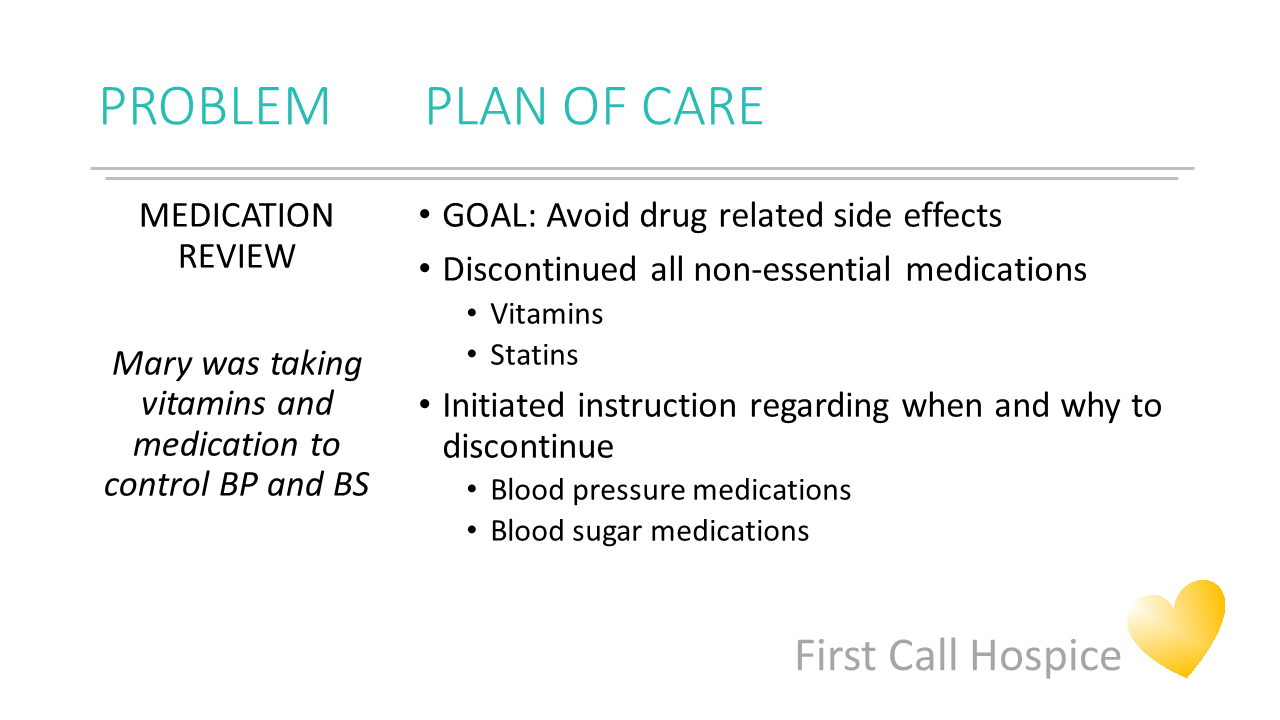 PROBLEM PLAN OF CARE
MEDICATION
REVIEW
Mary was taking
vitamins and
medication to
control BP and BS
• GOAL: Avoid drug related side effects
• Discontinued all non-essential medications
• Vitamins
• Statins
• Initiated instruction regarding when and why to
discontinue
• Blood pressure medications
• Blood sugar medications
First Call Hospice